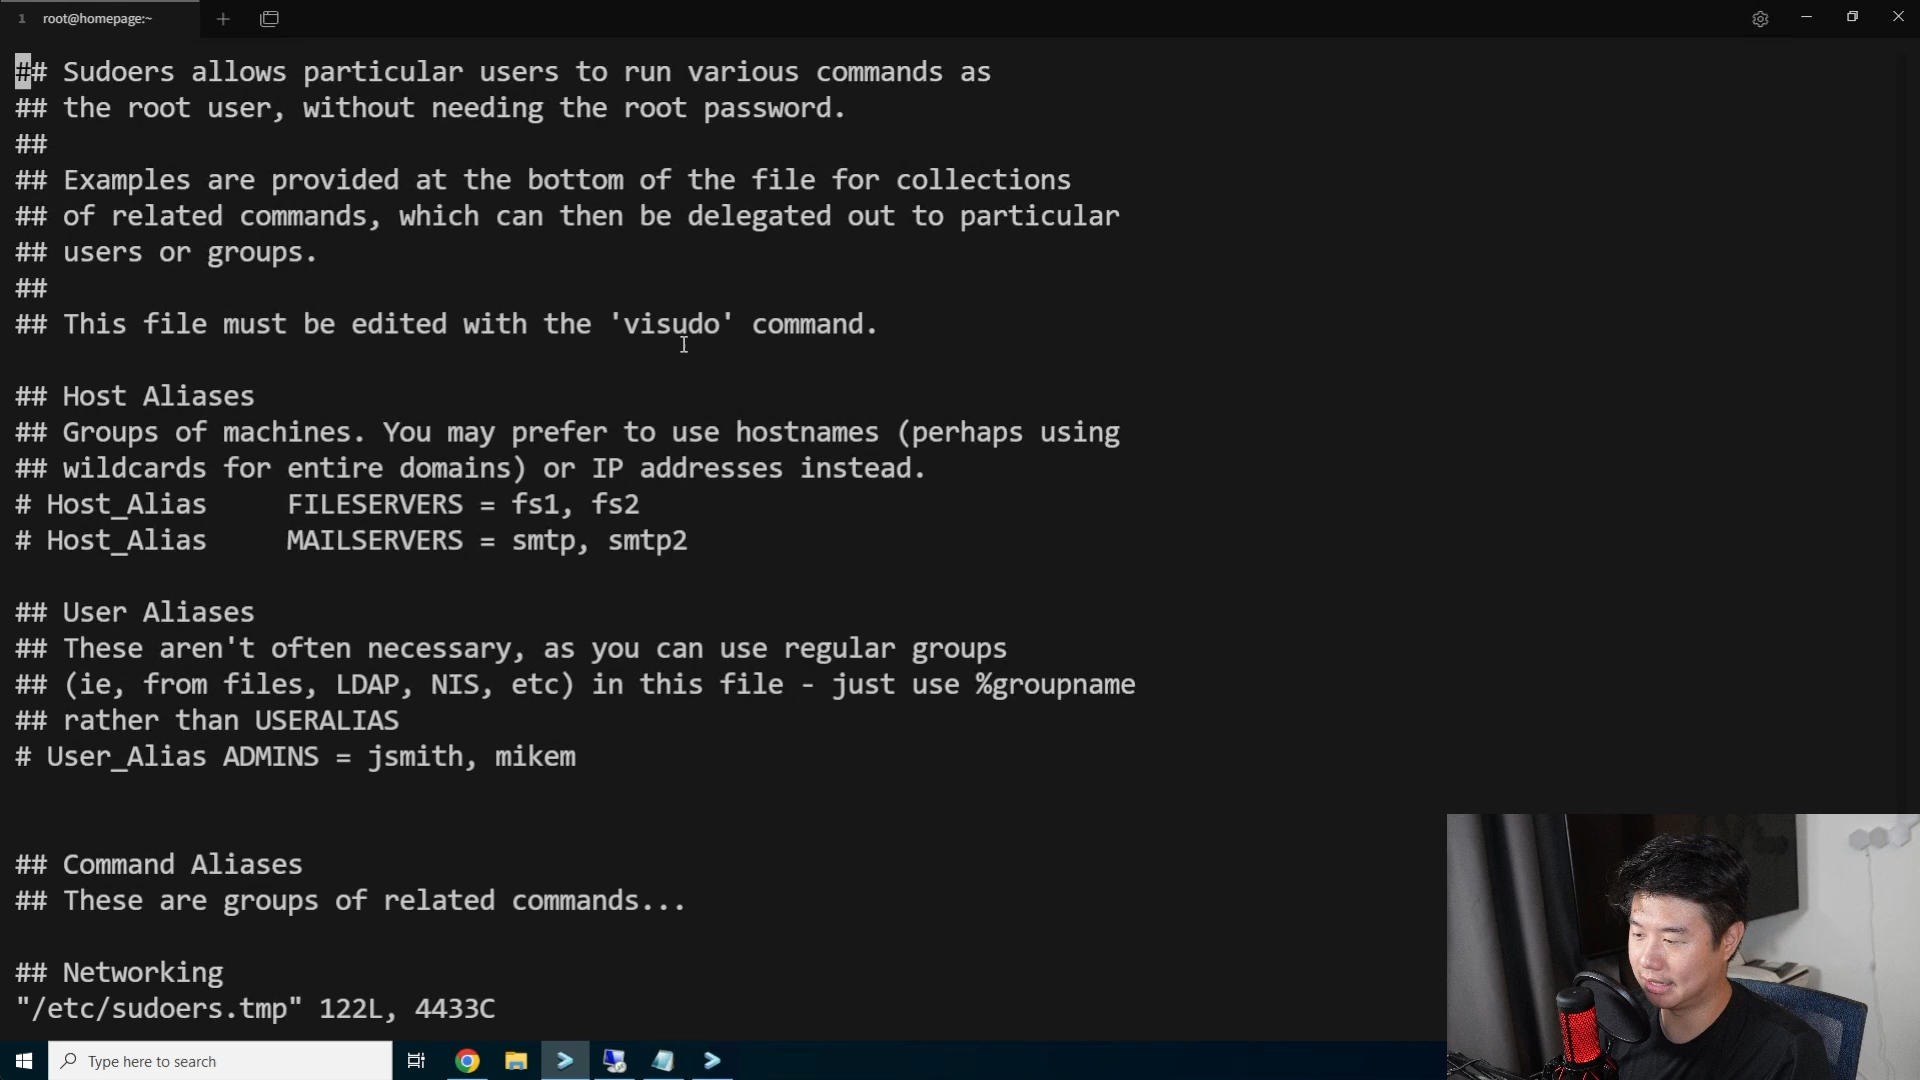 1 root@homepage:~
## Sudoers allows particular users to run various commands as
## the root user, without needing the root password.
##
## Examples are provided at the bottom of the file for collections
## of related commands, which can then be delegated out to particular
## users or groups.
##
## This file must be edited with the 'visudo' command.
## Host Aliases
## Groups of machines. You may prefer to use hostnames (perhaps using
## wildcards for entire domains) or IP addresses instead.
# Host_Alias     FILESERVERS = fs1, fs2
# Host_Alias     MAILSERVERS = smtp, smtp2
## User Aliases
## These aren't often necessary, as you can use regular groups
## (ie, from files, LDAP, NIS, etc) in this file - just use %groupname
## rather than USERALIAS
# User_Alias ADMINS = jsmith, mikem
## Command Aliases
## These are groups of related commands...
## Networking
"/etc/sudoers.tmp" 122L, 4433C
Type here to search